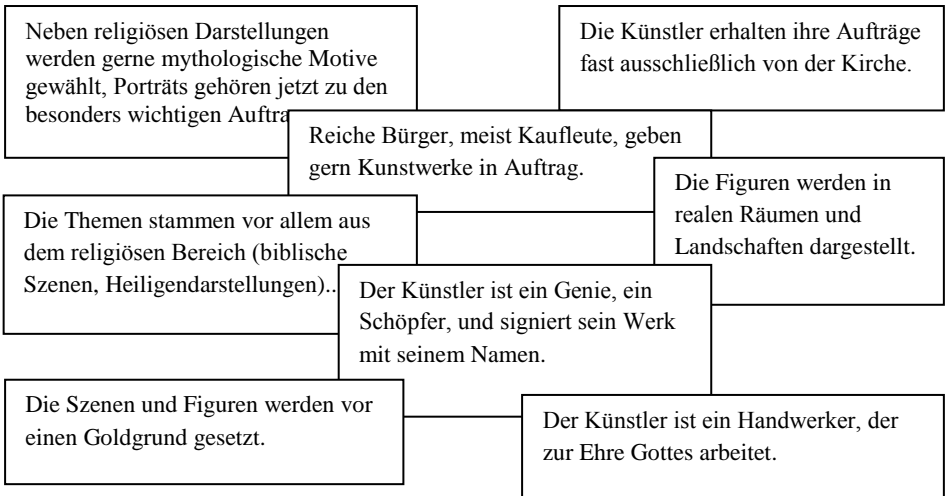 Neben religiösen Darstellungen
werden gerne mythologische Motive
gewählt, Porträts gehören jetzt zu den
besonders wichtigen
Die Künstler erhalten ihre Aufträge
fast ausschließlich von der Kirche.
Reiche Bürger, meist Kaufleute, geben
gern Kunstwerke in Auftrag.
Die Figuren werden in
realen Räumen und
Landschaften dargestellt.
Die Themen stammen vor allem aus
dem religiösen Bereich (biblische
Szenen, Heiligendarstellungen)..
Der Künstler ist ein Genie, ein
Schöpfer, und signiert sein Werk
mit seinem Namen.
Die Szenen und Figuren werden vor
einen Goldgrund gesetzt.
Der Künstler ist ein Handwerker, der
zur Ehre Gottes arbeitet.